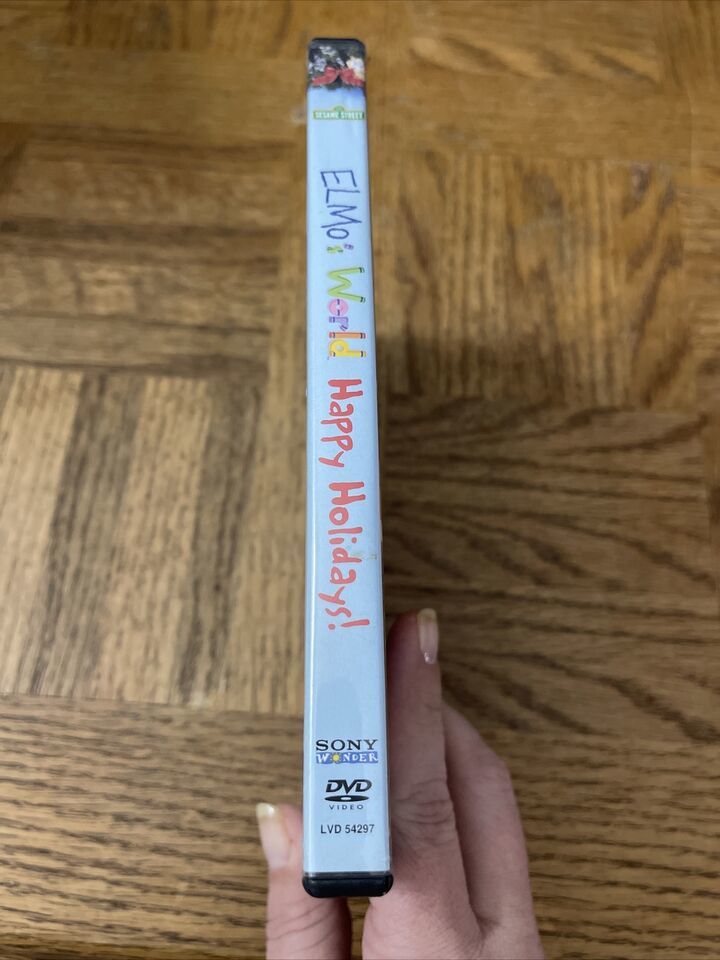 SESAME STREET
ELMo's World Happy Holidays!
SONY
WONDER
DVD
VIDEO
LVD 54297